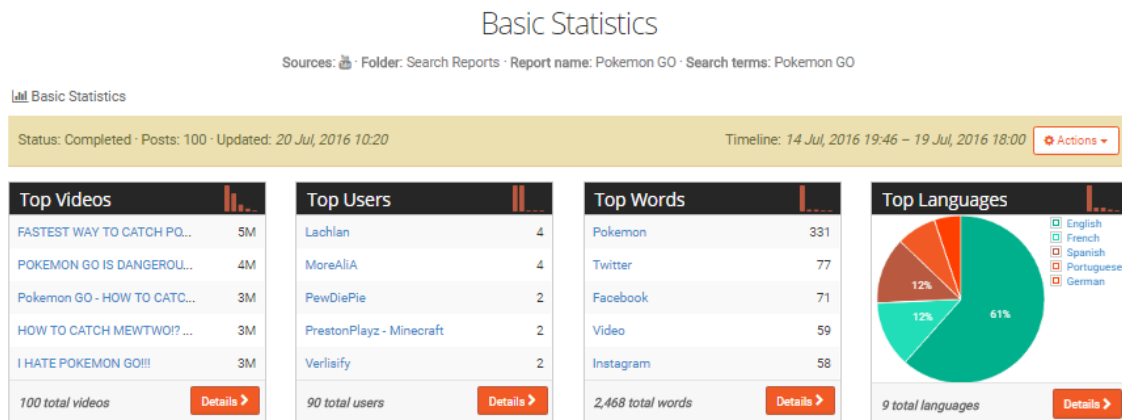 Basic Statistics
Sources: · Folder: Search Reports · Report name: Pokemon GO · Search terms: Pokemon GO
Basic Statistics
Status: Completed · Posts: 100 · Updated: 20 Jul, 2016 10:20
Timeline: 14 Jul, 2016 19:46 – 19 Jul, 2016 18:00
Actions
Top Videos
FASTEST WAY TO CATCH PO... 5M
POKEMON GO IS DANGEROU... 4M
Pokemon GO - HOW TO CATC... 3M
HOW TO CATCH MEWTWO!? ... 3M
I HATE POKEMON GO!!! 3M
100 total videos
Details
Top Users
Lachlan 4
MoreAliA 4
PewDiePie 2
PrestonPlayz - Minecraft 2
Verlisify 2
90 total users
Details
Top Words
Pokemon 331
Twitter 77
Facebook 71
Video 59
Instagram 58
2,468 total words
Details
Top Languages
English
French
Spanish
Portuguese
German
12%
12%
61%
9 total languages
Details